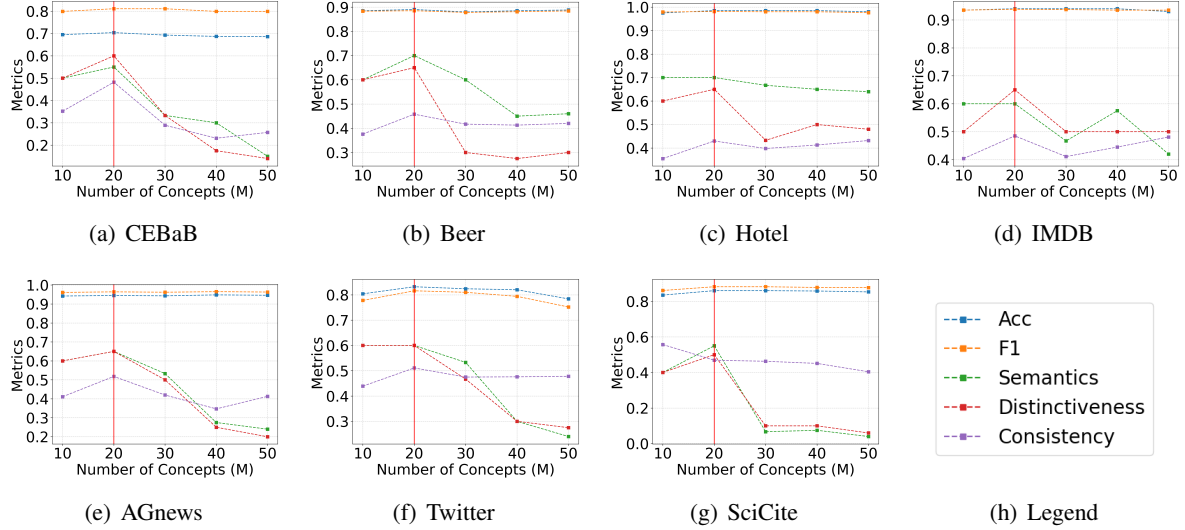 0.8
0.7
0.6
0.5
0.4
0.3
0.2
Metrics
10 20 30 40 50
Number of Concepts (M)
(a) CEBaB
0.9
0.8
0.7
0.6
0.5
0.4
0.3
Metrics
10 20 30 40 50
Number of Concepts (M)
(b) Beer
1.0
0.9
0.8
0.7
0.6
0.5
0.4
Metrics
10 20 30 40 50
Number of Concepts (M)
(c) Hotel
0.9
0.8
0.7
0.6
0.5
0.4
Metrics
10 20 30 40 50
Number of Concepts (M)
(d) IMDB
1.0
0.9
0.8
0.7
0.6
0.5
0.4
0.3
0.2
Metrics
10 20 30 40 50
Number of Concepts (M)
(e) AGnews
0.8
0.7
0.6
0.5
0.4
0.3
Metrics
10 20 30 40 50
Number of Concepts (M)
(f) Twitter
0.8
0.6
0.4
0.2
0.0
Metrics
10 20 30 40 50
Number of Concepts (M)
(g) SciCite
Acc
F1
Semantics
Distinctiveness
Consistency
(h) Legend